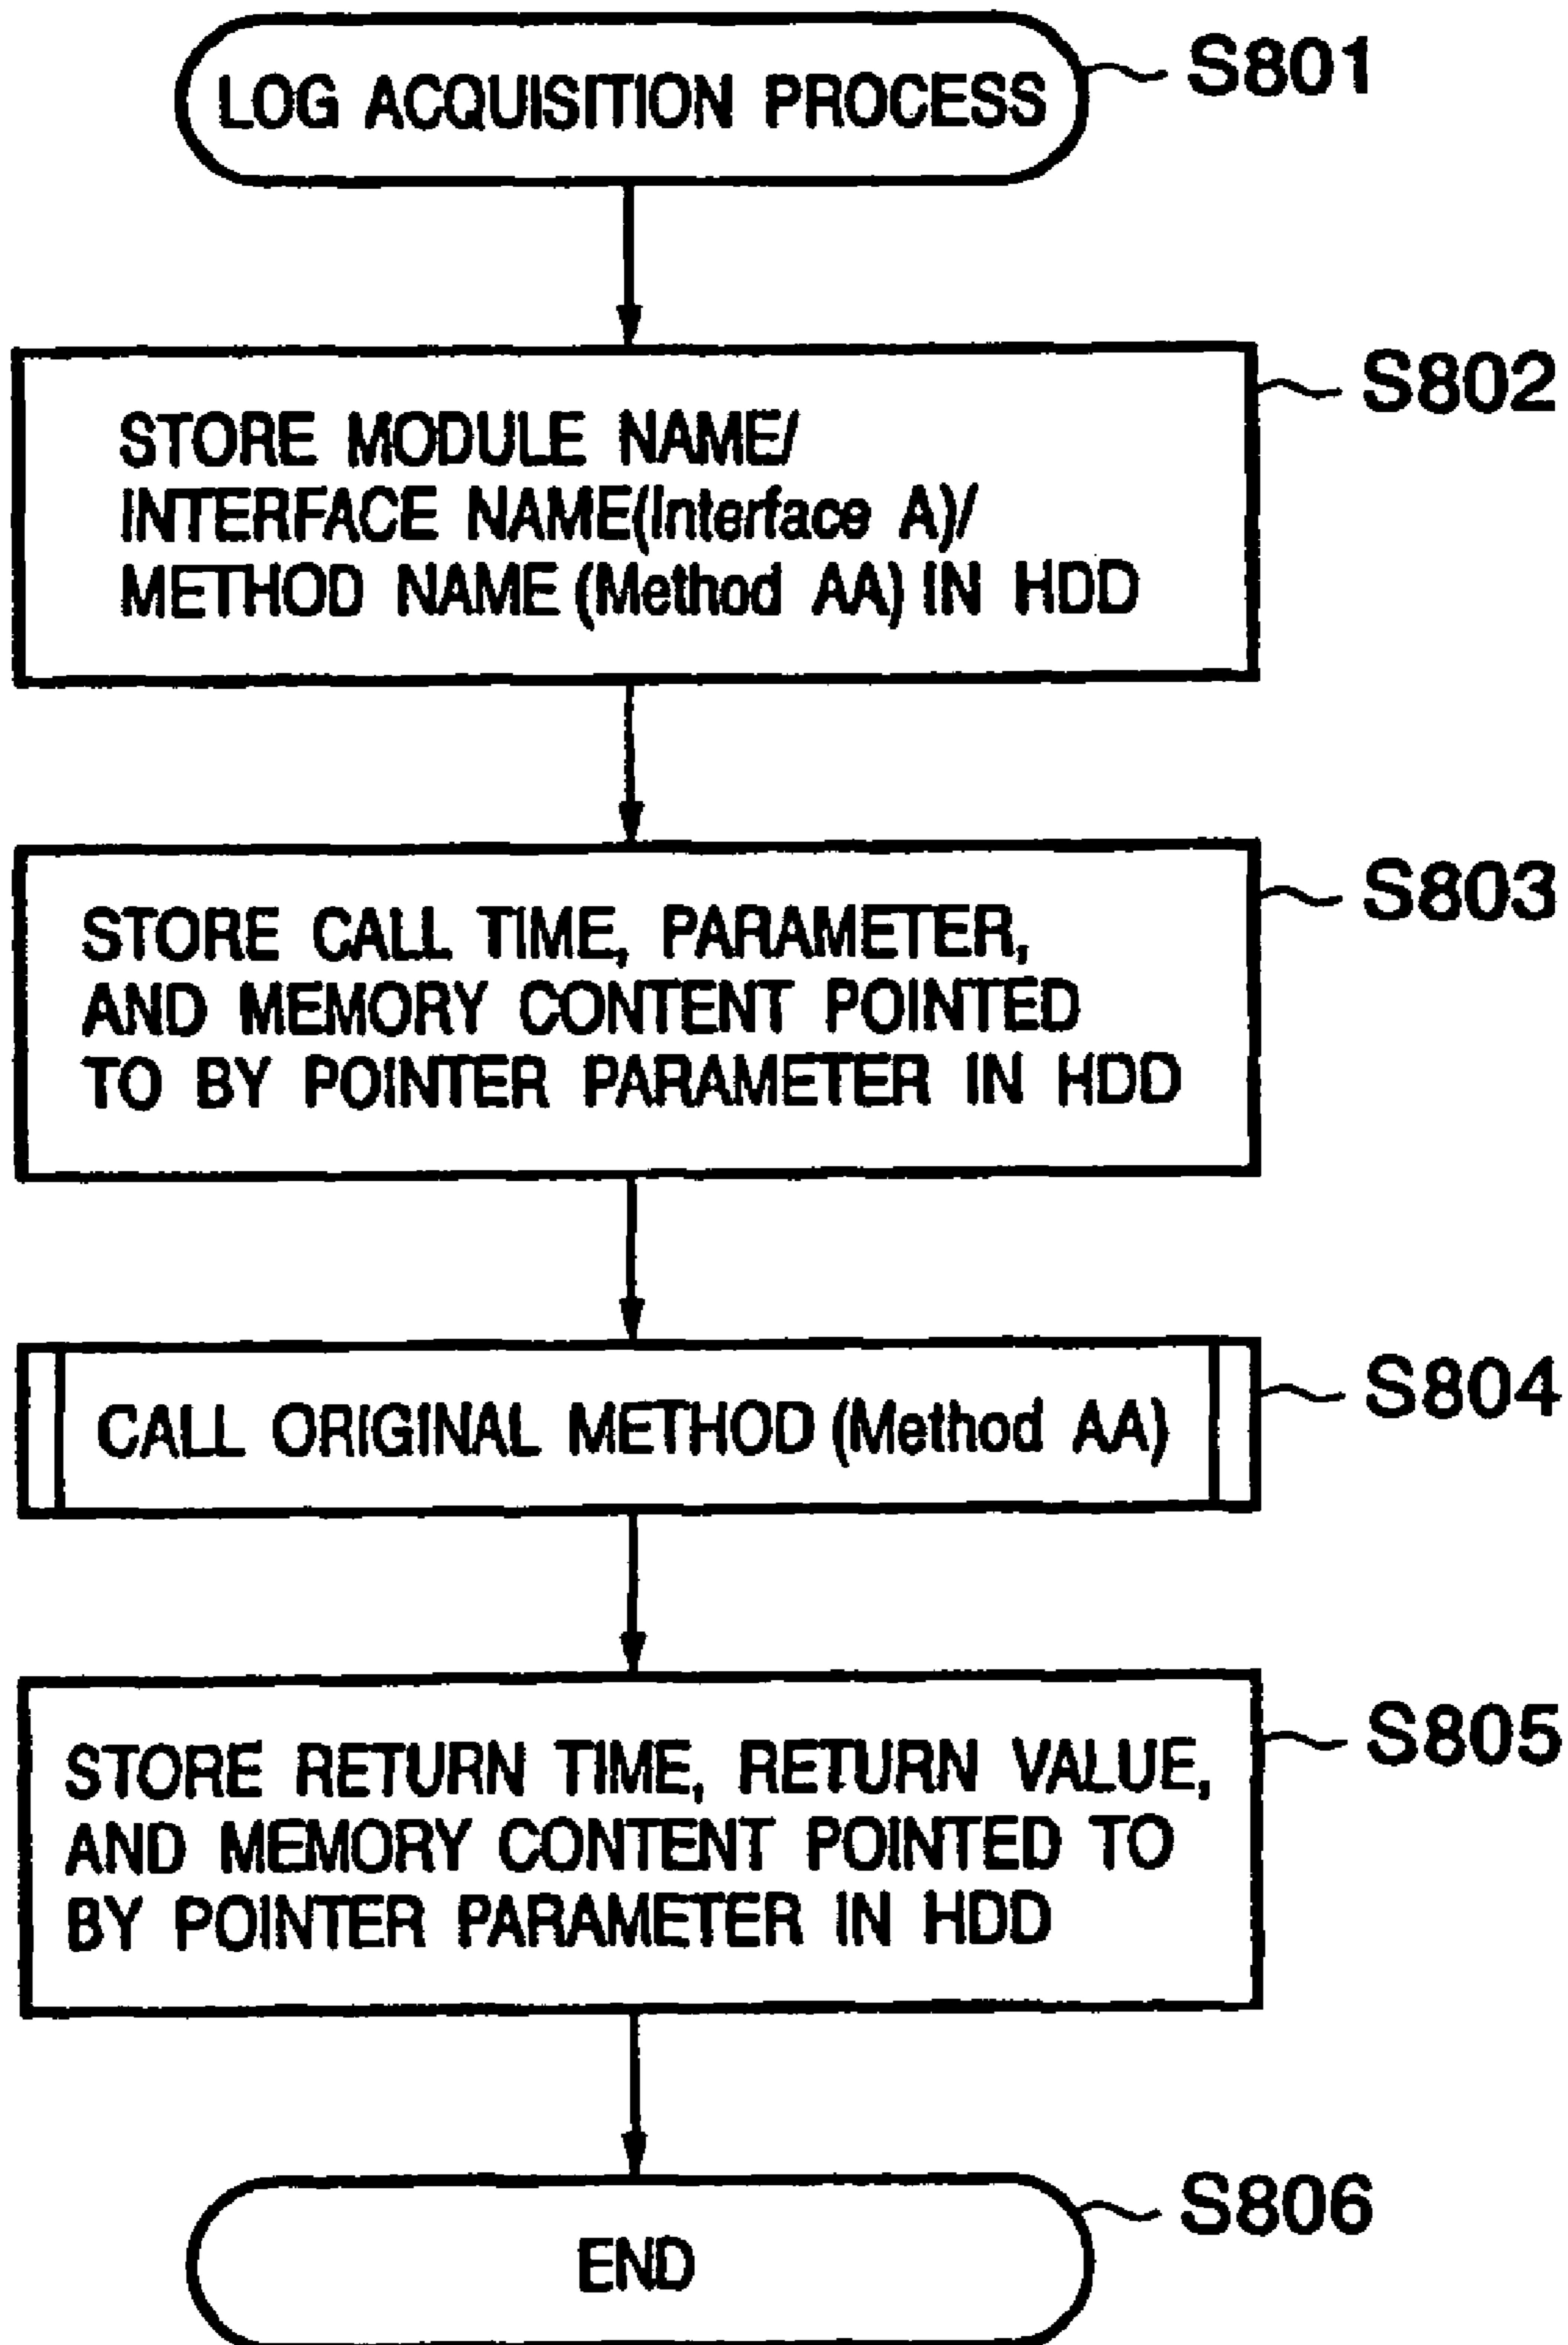 LOG ACQUISITION PROCESS
S801
STORE MODULE NAME/
INTERFACE NAME(Interface A)/
METHOD NAME (Method AA) IN HDD
S802
STORE CALL TIME, PARAMETER,
AND MEMORY CONTENT POINTED
TO BY POINTER PARAMETER IN HDD
S803
CALL ORIGINAL METHOD (Method AA)
S804
STORE RETURN TIME, RETURN VALUE,
AND MEMORY CONTENT POINTED TO
BY POINTER PARAMETER IN HDD
S805
END
S806